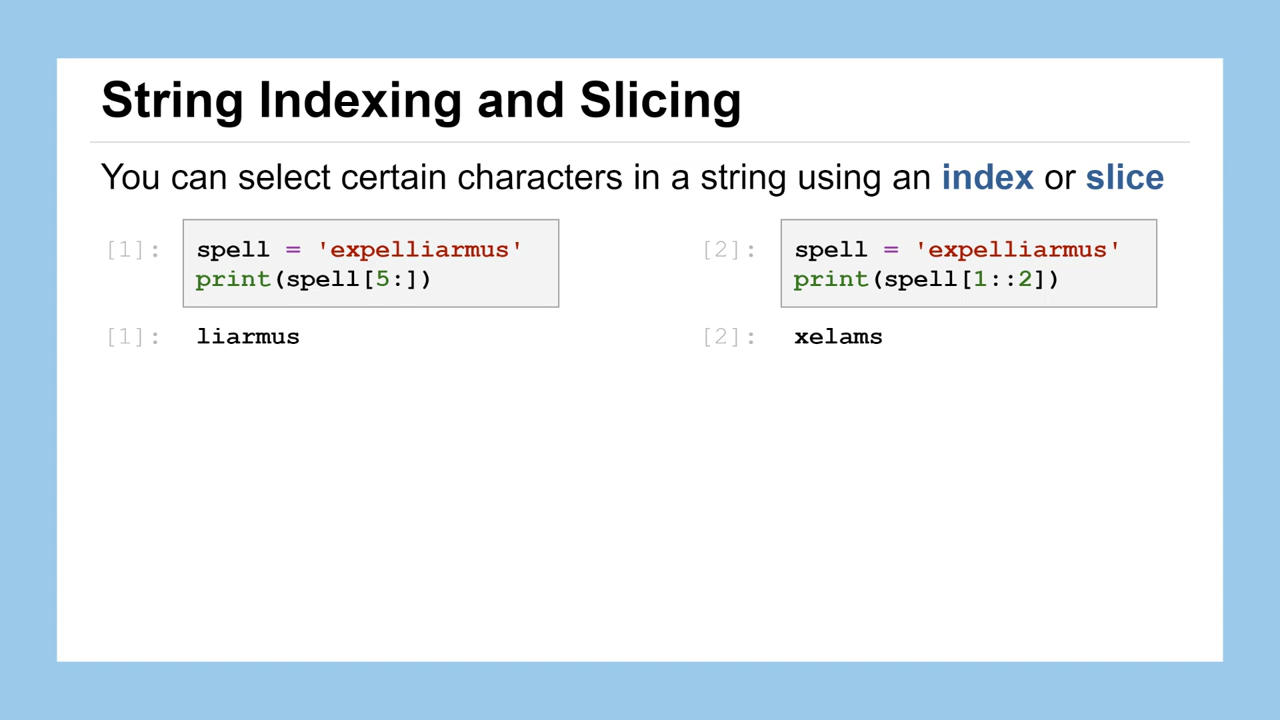 String Indexing and Slicing
You can select certain characters in a string using an index or slice
[1]: spell = 'expelliarmus'
print(spell[5:])
[1]: liarmus
[2]: spell = 'expelliarmus'
print(spell[1::2])
[2]: xelams